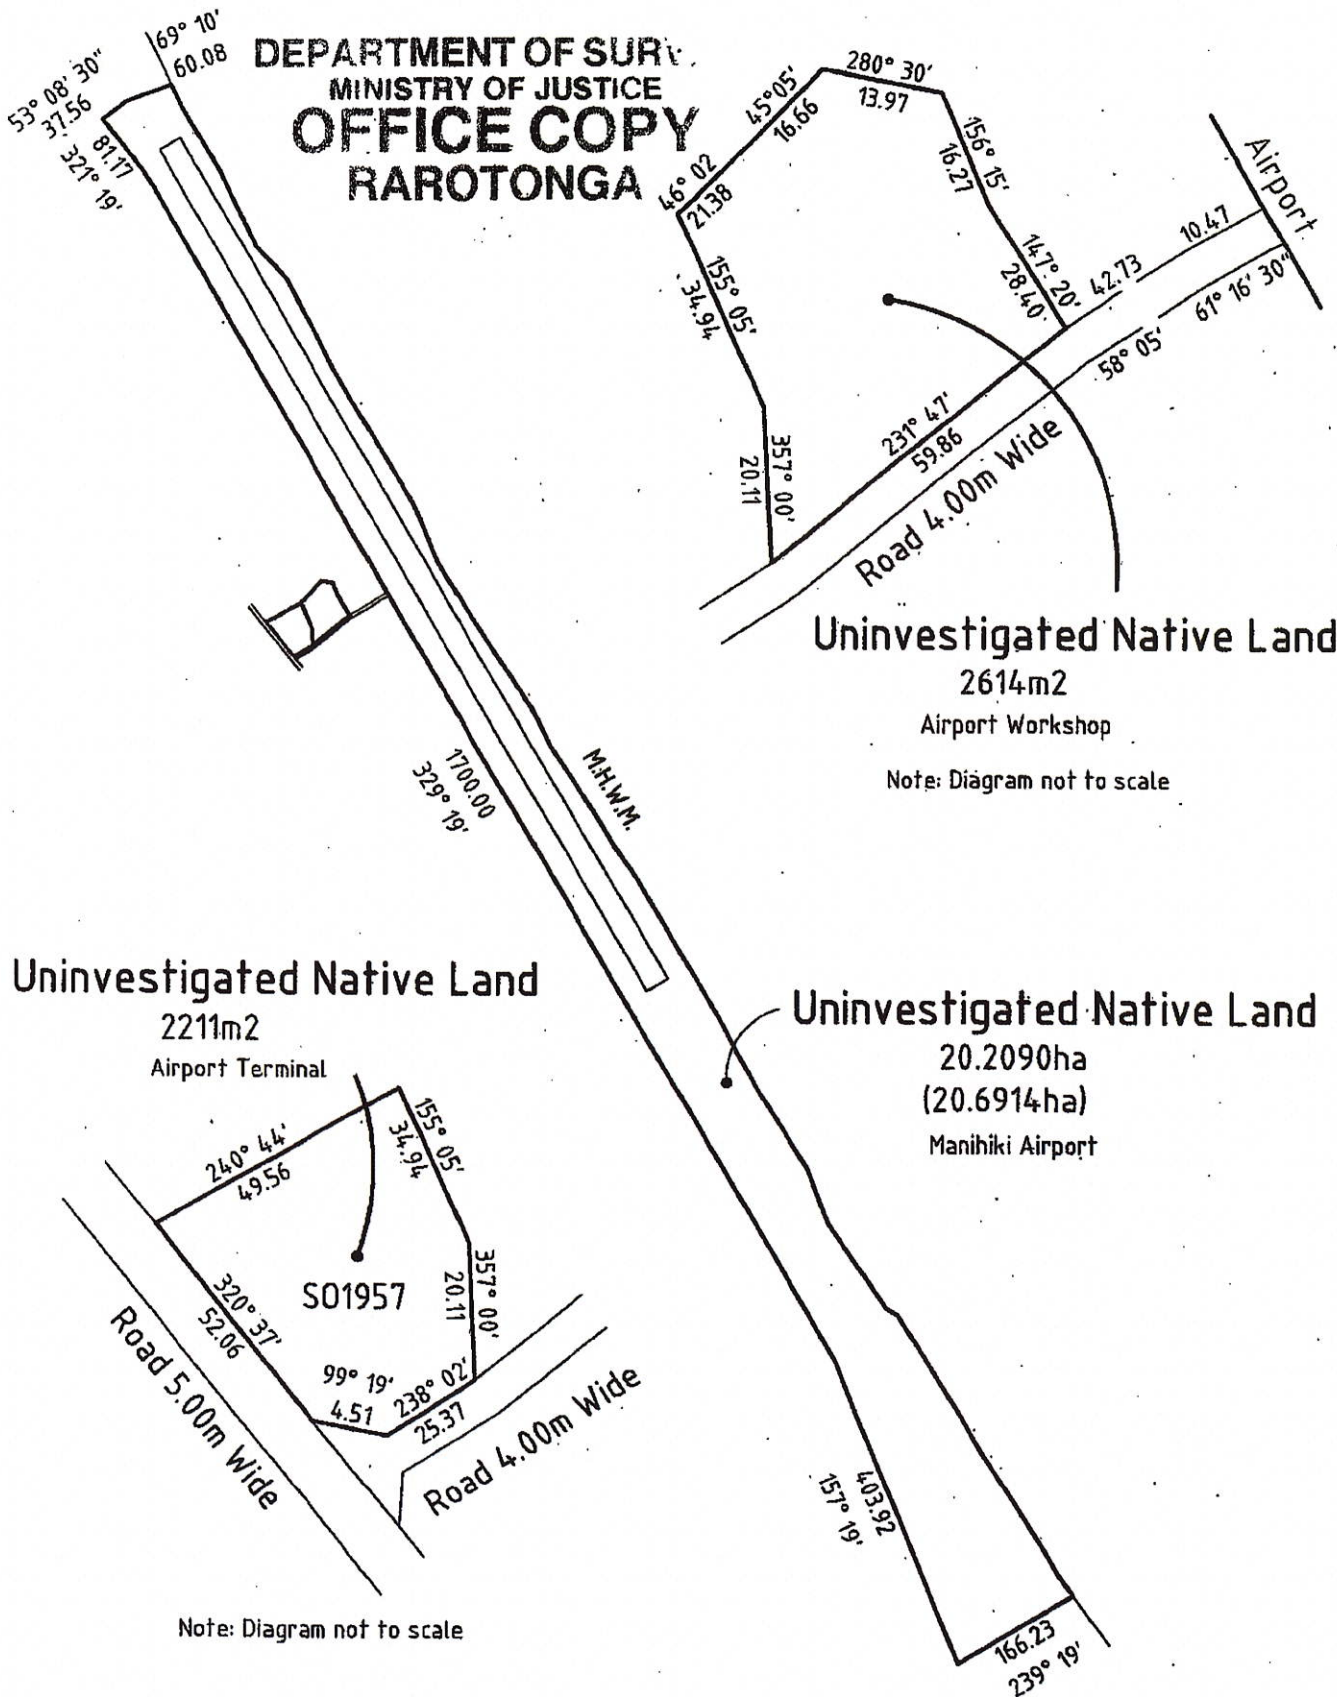 DEPARTMENT OF SURV.
MINISTRY OF JUSTICE
OFFICE COPY
RAROTONGA
69° 10'
60.08
53° 08' 30"
37.56
81.17
321° 19'
1700.00
329° 19'
M.H.W.M.
403.92
157° 19'
166.23
239° 19'
46° 02
21.38
45°05'
16.66
280° 30'
13.97
156° 15'
16.27
147° 20'
28.40
42.73
10.47
Airport
58° 05'
61° 16' 30"
155° 05'
34.94
357° 00'
20.11
231° 47'
59.86
Road 4.00m Wide
Uninvestigated Native Land
2614m2
Airport Workshop
Note: Diagram not to scale
Uninvestigated Native Land
20.2090ha
(20.6914ha)
Manihiki Airport
Uninvestigated Native Land
2211m2
Airport Terminal
240° 44'
49.56
155° 05'
34.94
357° 00'
20.11
SO1957
320° 37'
52.06
99° 19'
4.51
238° 02'
25.37
Road 5.00m Wide
Road 4.00m Wide
Note: Diagram not to scale